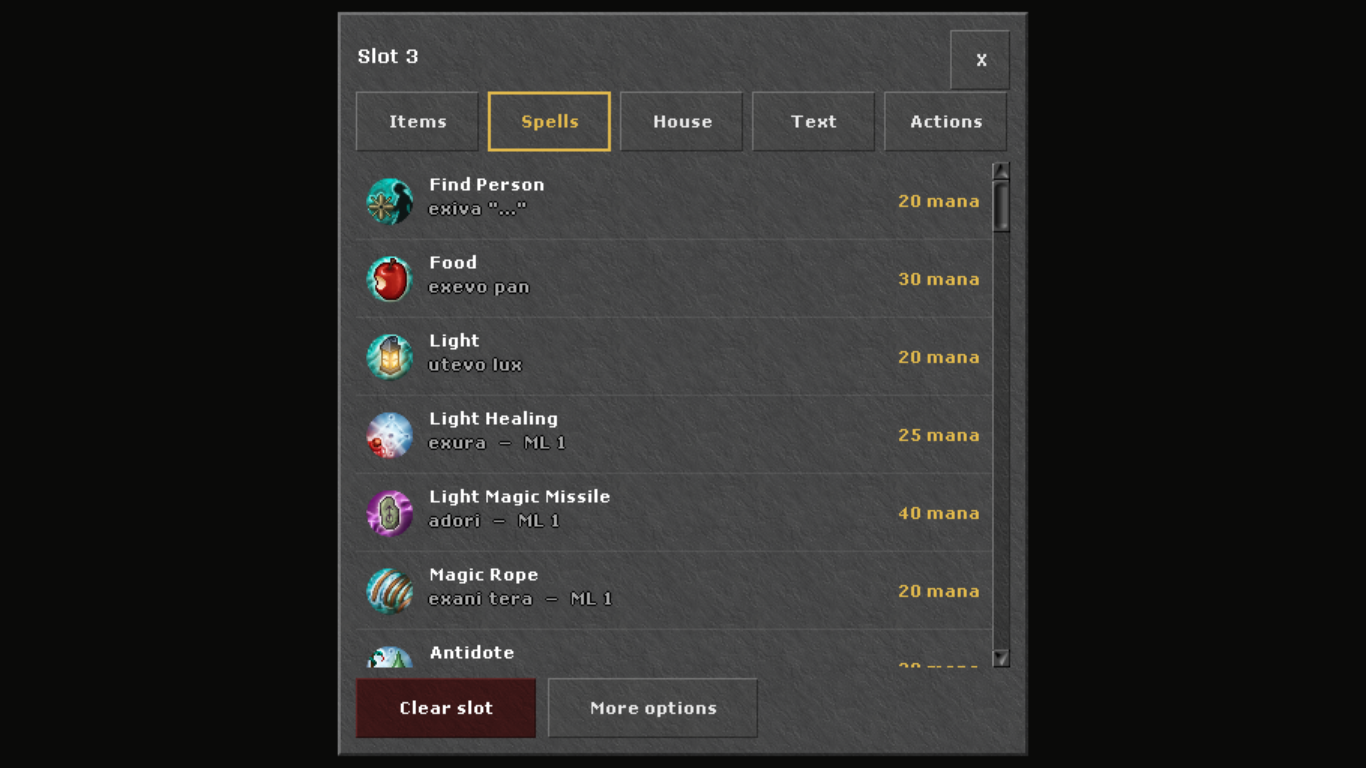 Slot 3
x
Items
Spells
House
Text
Actions
Find Person
exiva "..."
20 mana
Food
exevo pan
30 mana
Light
utevo lux
20 mana
Light Healing
exura – ML 1
25 mana
Light Magic Missile
adori – ML 1
40 mana
Magic Rope
exani tera – ML 1
20 mana
Antidote
Clear slot
More options